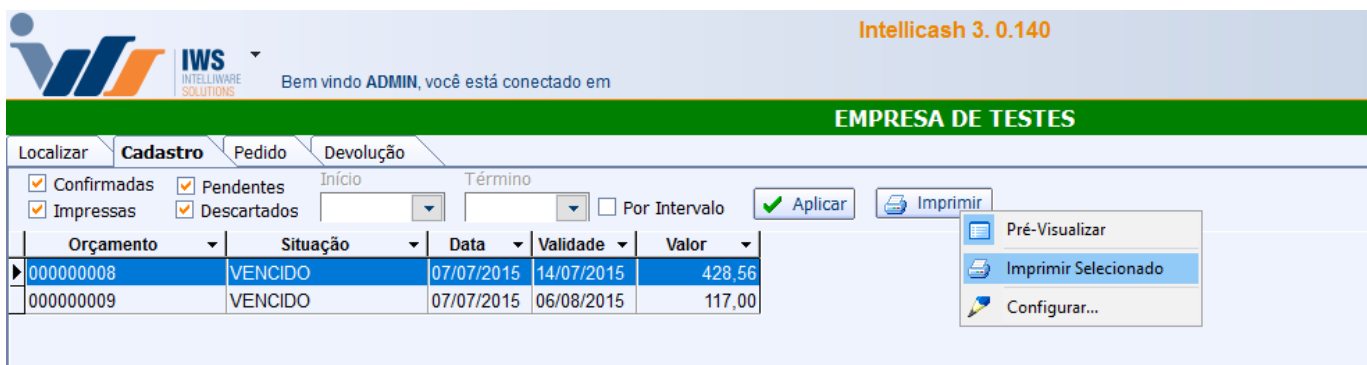 Intellicash 3. 0.140
IWS
INTELLIWARE
SOLUTIONS
Bem vindo ADMIN, você está conectado em
EMPRESA DE TESTES
Localizar Cadastro Pedido Devolução
Confirmadas Pendentes Início Término
Impressas Descartados Por Intervalo Aplicar Imprimir
Pré-Visualizar
Orçamento Situação Data Validade Valor
000000008 VENCIDO 07/07/2015 14/07/2015 428,56
Imprimir Selecionado
000000009 VENCIDO 07/07/2015 06/08/2015 117,00
Configurar...